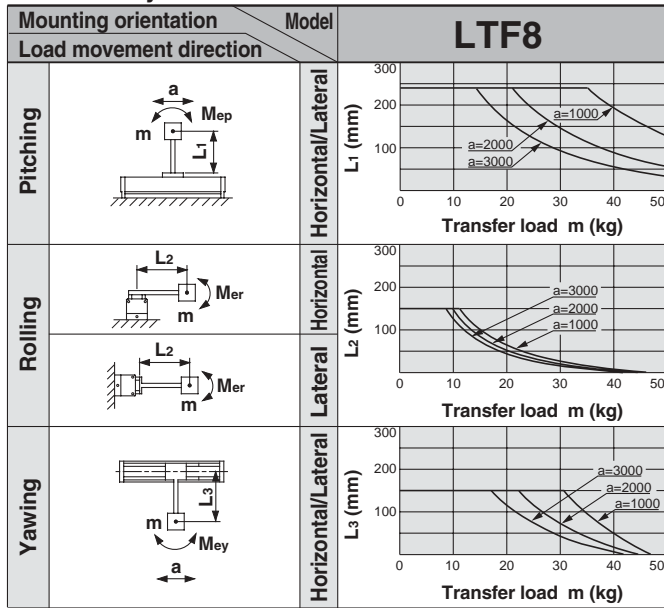 Mounting orientation
Model
Load movement direction
LTF8
Pitching
a
Mep
m
L1
Horizontal/Lateral
L1 (mm)
300
200
100
a=1000
a=2000
a=3000
0 10 20 30 40 50
Transfer load m (kg)
Rolling
L2
Mer
m
Horizontal
L2
Mer
m
Lateral
L2 (mm)
300
200
100
a=3000
a=2000
a=1000
0 10 20 30 40 50
Transfer load m (kg)
Yawing
L3
m
Mey
a
Horizontal/Lateral
L3 (mm)
300
200
100
a=3000
a=2000
a=1000
0 10 20 30 40 50
Transfer load m (kg)